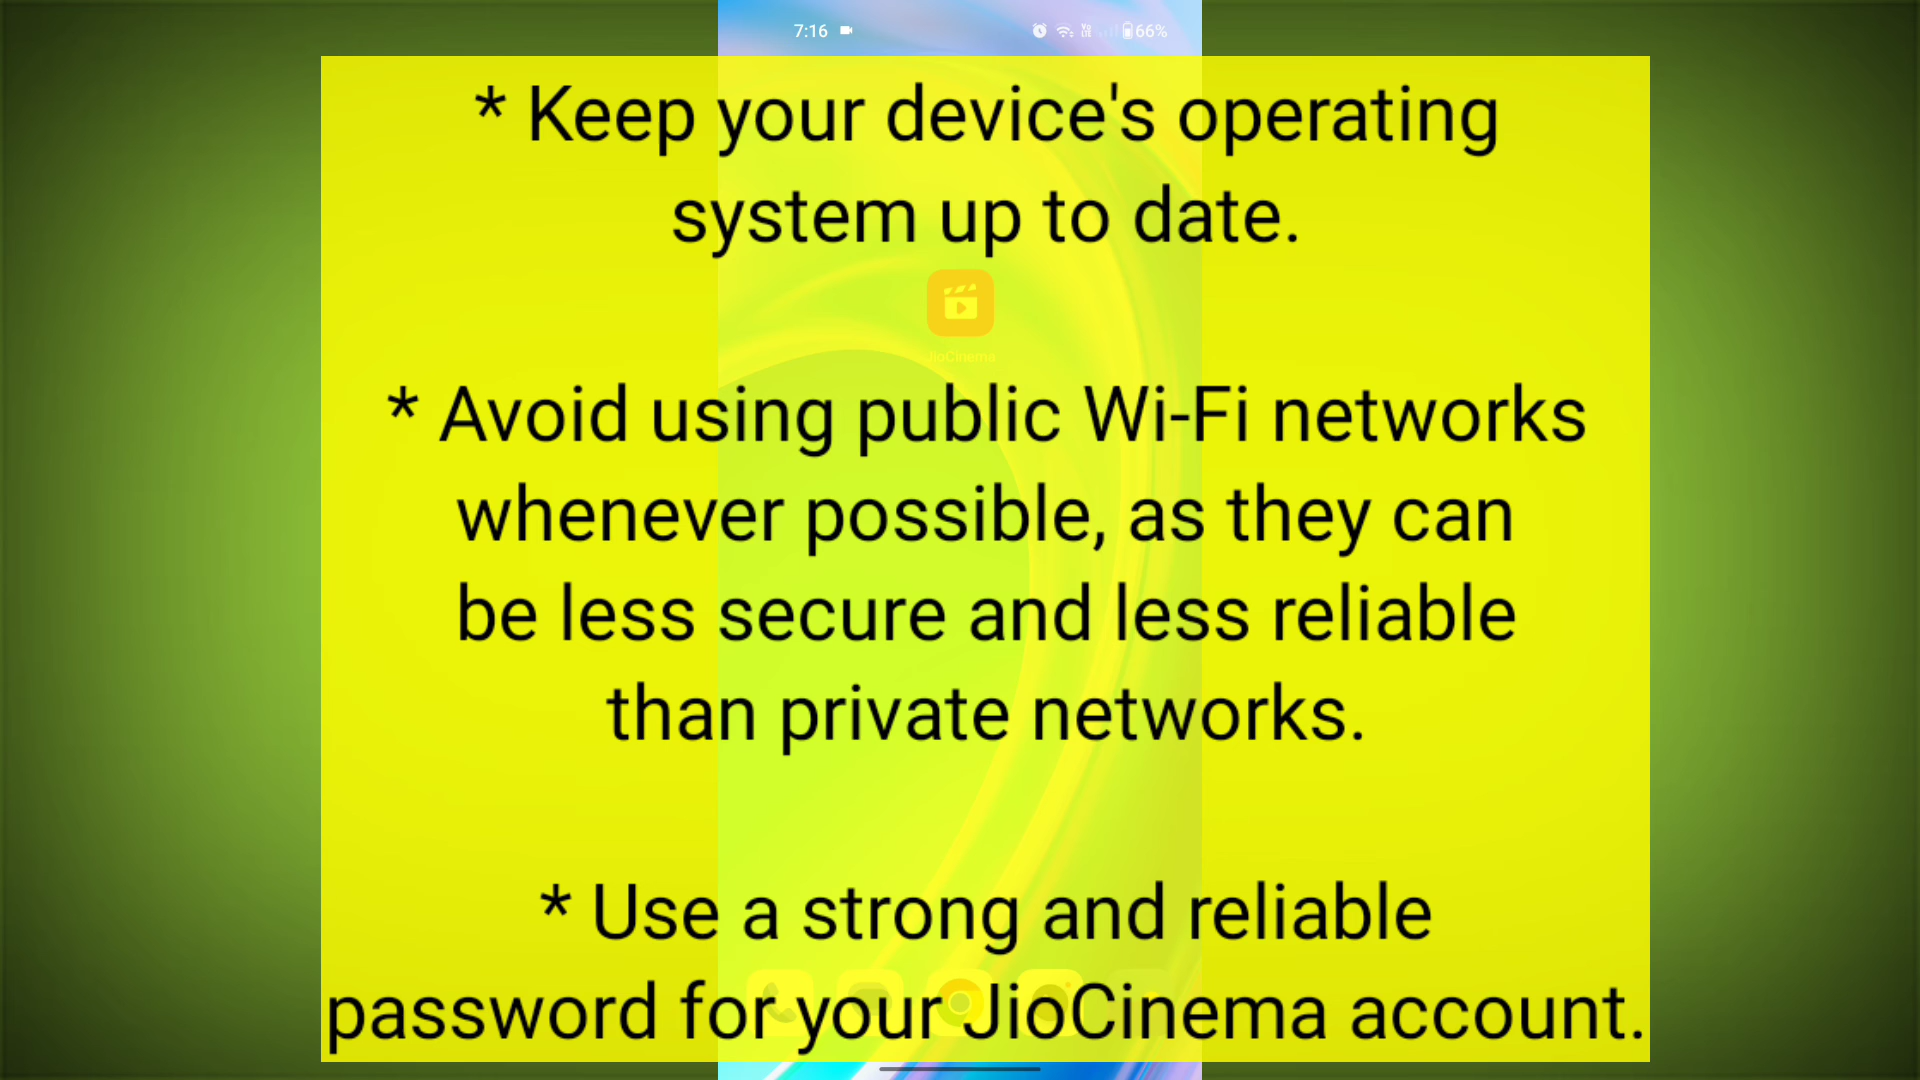 7:16 66%
* Keep your device's operating
system up to date.
JioCinema
* Avoid using public Wi-Fi networks
whenever possible, as they can
be less secure and less reliable
than private networks.
* Use a strong and reliable
password for your JioCinema account.